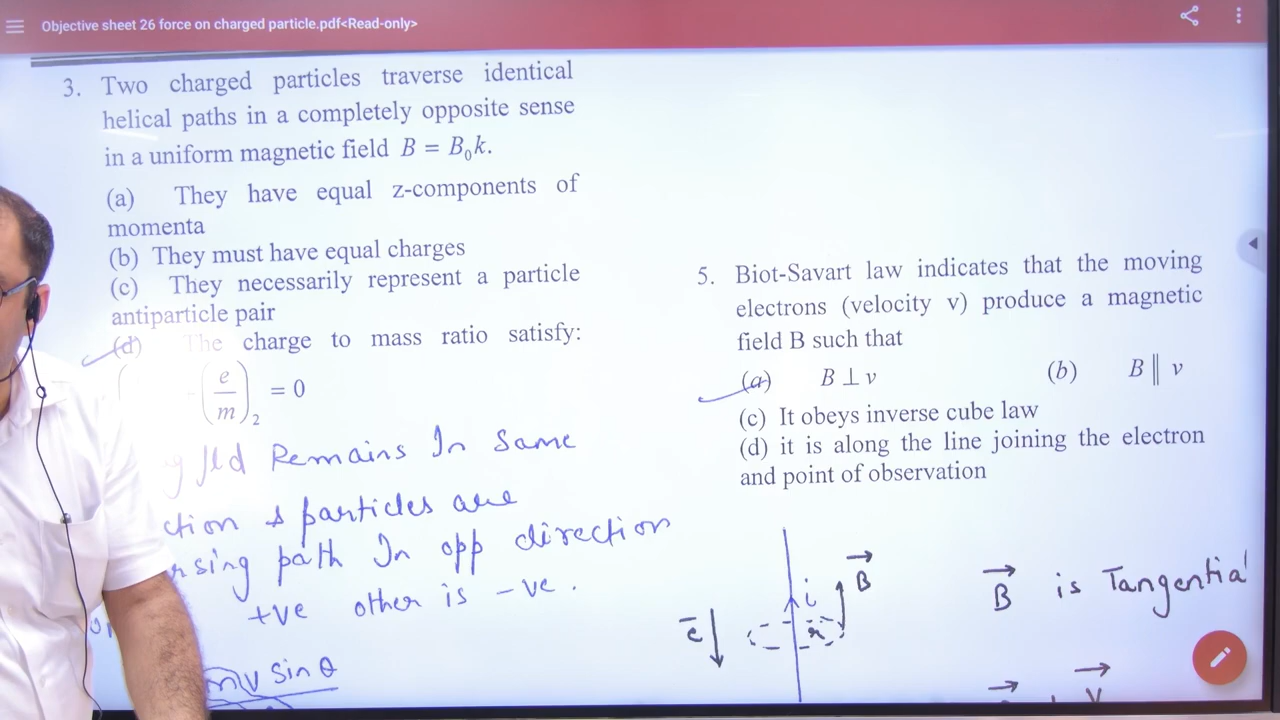 Objective sheet 26 force on charged particle.pdf<Read-only>
3. Two charged particles traverse identical
helical paths in a completely opposite sense
in a uniform magnetic field B = B₀k.
(a) They have equal z-components of
momenta
(b) They must have equal charges
(c) They necessarily represent a particle
antiparticle pair
(d) The charge to mass ratio satisfy:
(e/m)₂ = 0
fld Remains In Same
ction & particles are
rsing path In opp direction
+ve other is -ve.
mv sin θ
5. Biot-Savart law indicates that the moving
electrons (velocity v) produce a magnetic
field B such that
(a) B ⊥ v (b) B ∥ v
(c) It obeys inverse cube law
(d) it is along the line joining the electron
and point of observation
i B⃗
e⁻ r
B⃗ is Tangential
v⃗